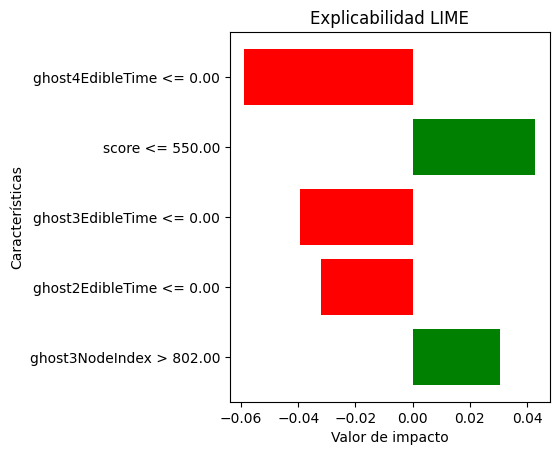 Explicabilidad LIME
Características
ghost4EdibleTime <= 0.00
score <= 550.00
ghost3EdibleTime <= 0.00
ghost2EdibleTime <= 0.00
ghost3NodeIndex > 802.00
−0.06 −0.04 −0.02 0.00 0.02 0.04
Valor de impacto